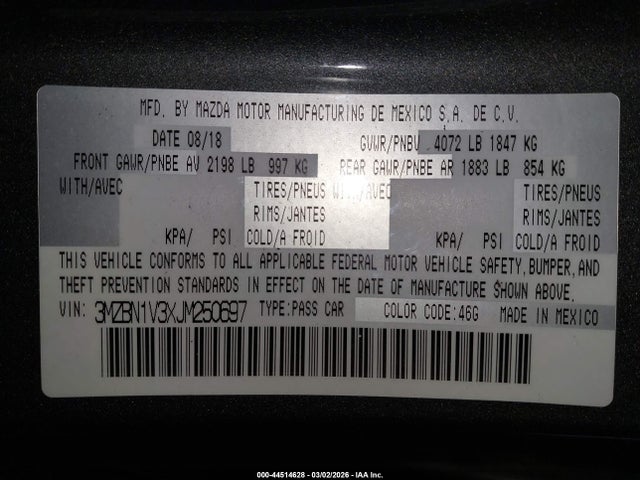 MFD. BY MAZDA MOTOR MANUFACTURING DE MEXICO S.A. DE C.V.
DATE 08/18 GVWR/PNBV 4072 LB 1847 KG
FRONT GAWR/PNBE AV 2198 LB 997 KG REAR GAWR/PNBE AR 1883 LB 854 KG
WITH/AVEC TIRES/PNEUS WITH/AVEC TIRES/PNEUS
RIMS/JANTES RIMS/JANTES
KPA/ PSI COLD/A FROID KPA/ PSI COLD/A FROID
THIS VEHICLE CONFORMS TO ALL APPLICABLE FEDERAL MOTOR VEHICLE SAFETY, BUMPER, AND
THEFT PREVENTION STANDARDS IN EFFECT ON THE DATE OF MANUFACTURE SHOWN ABOVE.
VIN: 3MZBN1V3XJM250697 TYPE:PASS CAR COLOR CODE:46G MADE IN MEXICO
000-44514628 - 03/02/2026 - IAA Inc.